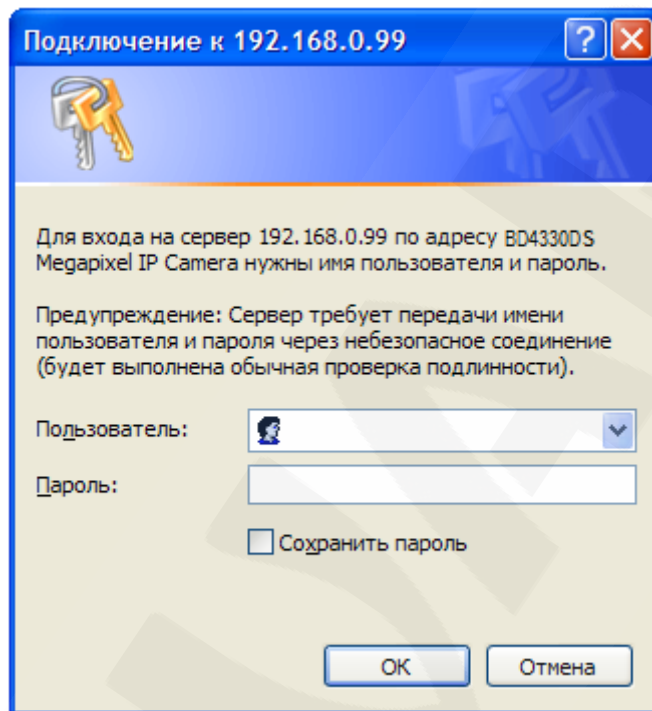 Подключение к 192.168.0.99
Для входа на сервер 192.168.0.99 по адресу BD4330DS
Megapixel IP Camera нужны имя пользователя и пароль.
Предупреждение: Сервер требует передачи имени
пользователя и пароля через небезопасное соединение
(будет выполнена обычная проверка подлинности).
Пользователь:
Пароль:
Сохранить пароль
ОК
Отмена